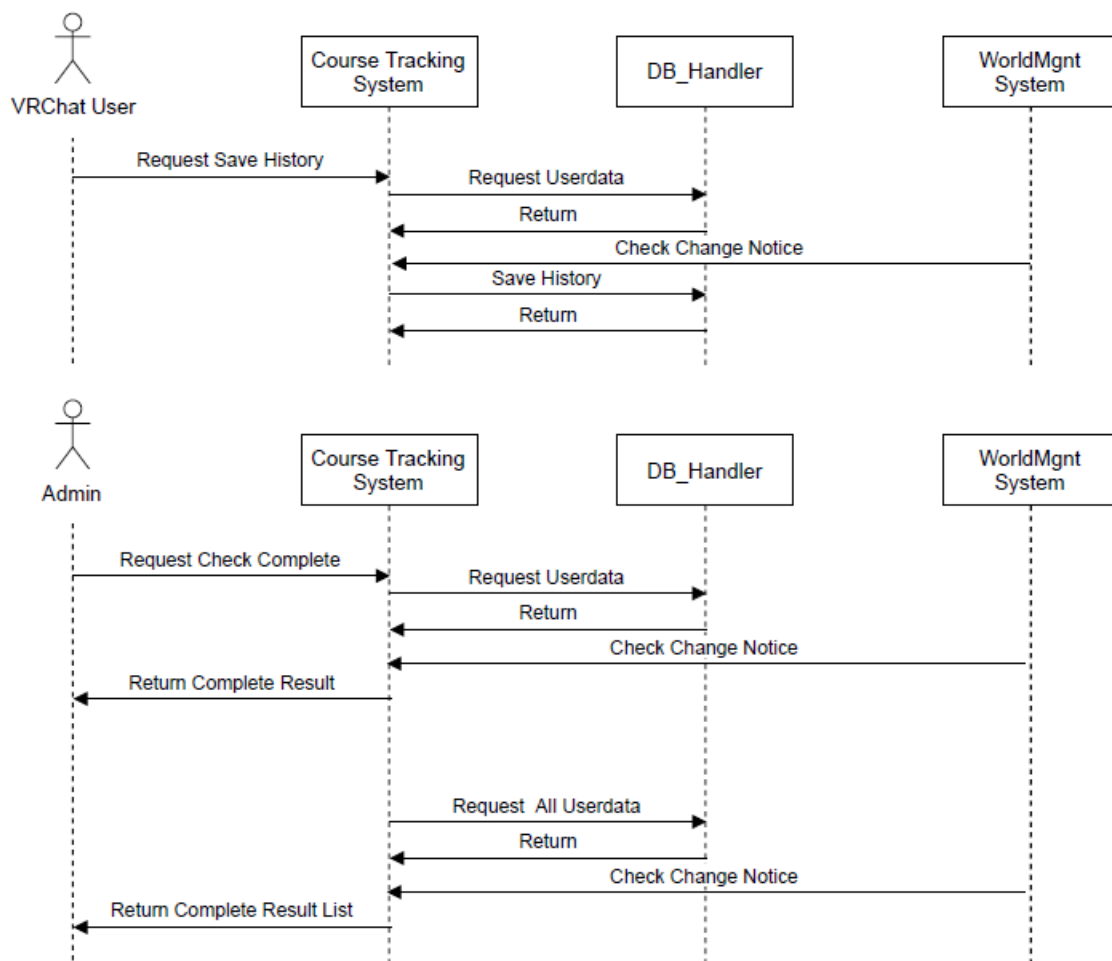 Course Tracking
System
DB_Handler
WorldMgnt
System
VRChat User
Request Save History
Request Userdata
Return
Check Change Notice
Save History
Return
Course Tracking
System
DB_Handler
WorldMgnt
System
Admin
Request Check Complete
Request Userdata
Return
Check Change Notice
Return Complete Result
Request All Userdata
Return
Check Change Notice
Return Complete Result List